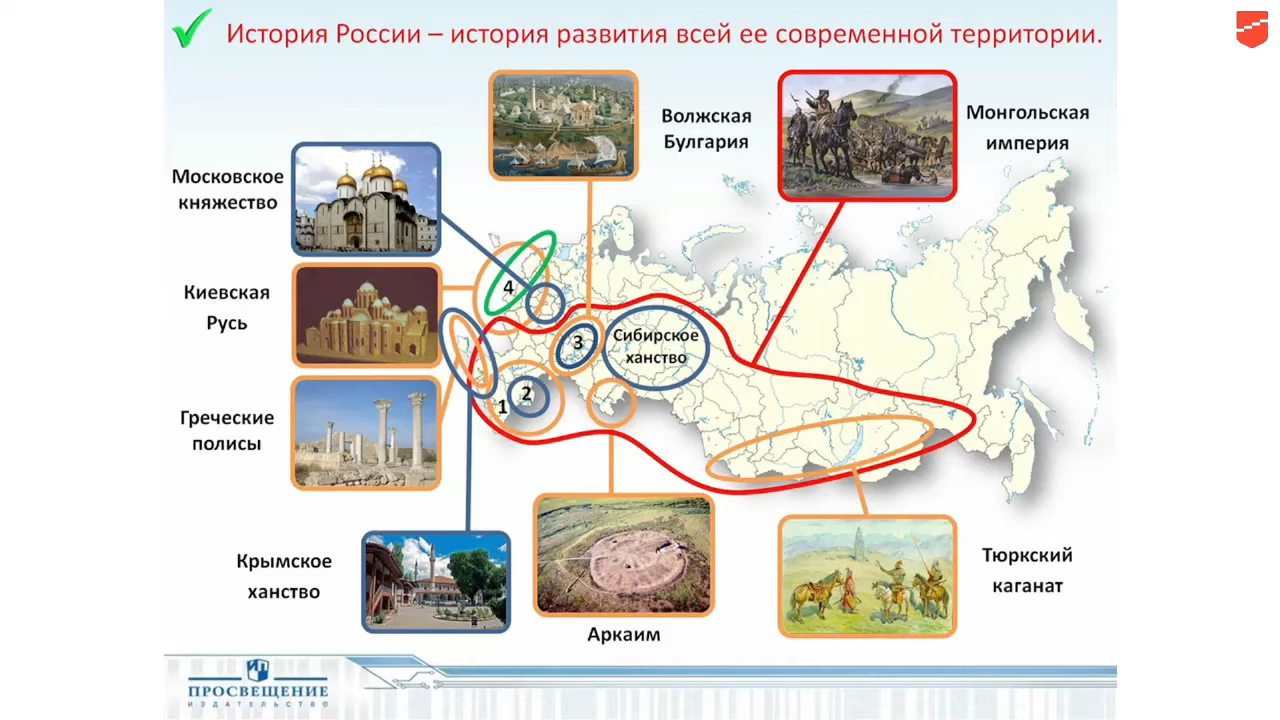 История России – история развития всей ее современной территории.
Волжская
Булгария
Монгольская
империя
Московское
княжество
Киевская
Русь
4
3
Сибирское
ханство
2
1
Греческие
полисы
Крымское
ханство
Аркаим
Тюркский
каганат
ПРОСВЕЩЕНИЕ
ИЗДАТЕЛЬСТВО